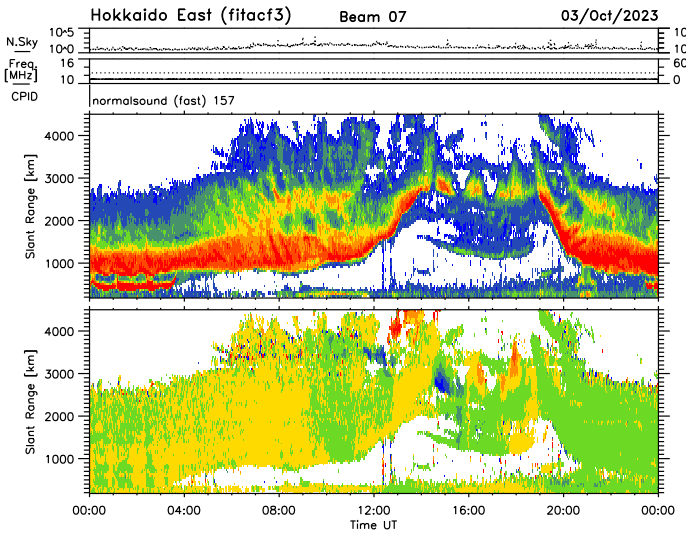 Hokkaido East (fitacf3) Beam 07 03/Oct/2023
N.Sky 10^5 10^0 10 10
Freq. [MHz] 16 10 60 0
CPID normalsound (fast) 157
Slant Range [km] 4000 3000 2000 1000
Slant Range [km] 4000 3000 2000 1000
00:00 04:00 08:00 12:00 16:00 20:00 00:00
Time UT